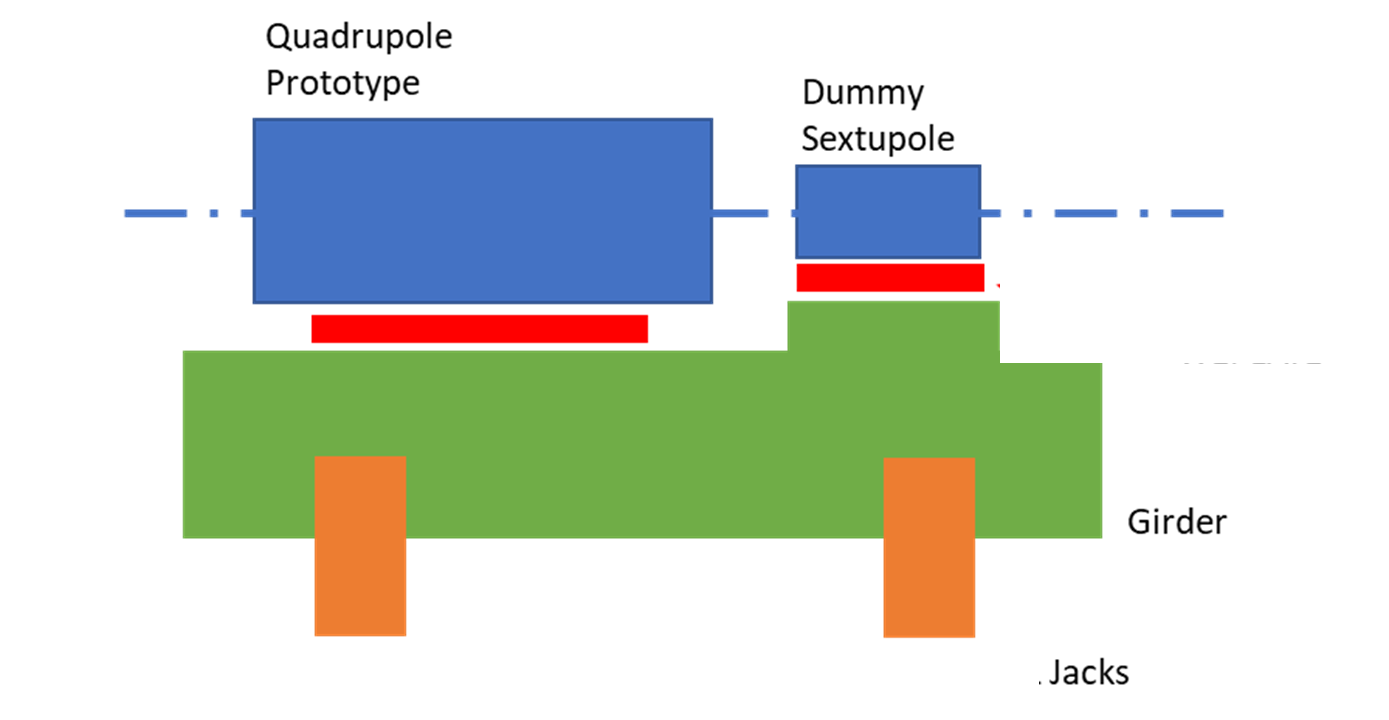 Quadrupole
Prototype
Dummy
Sextupole
Girder
Jacks